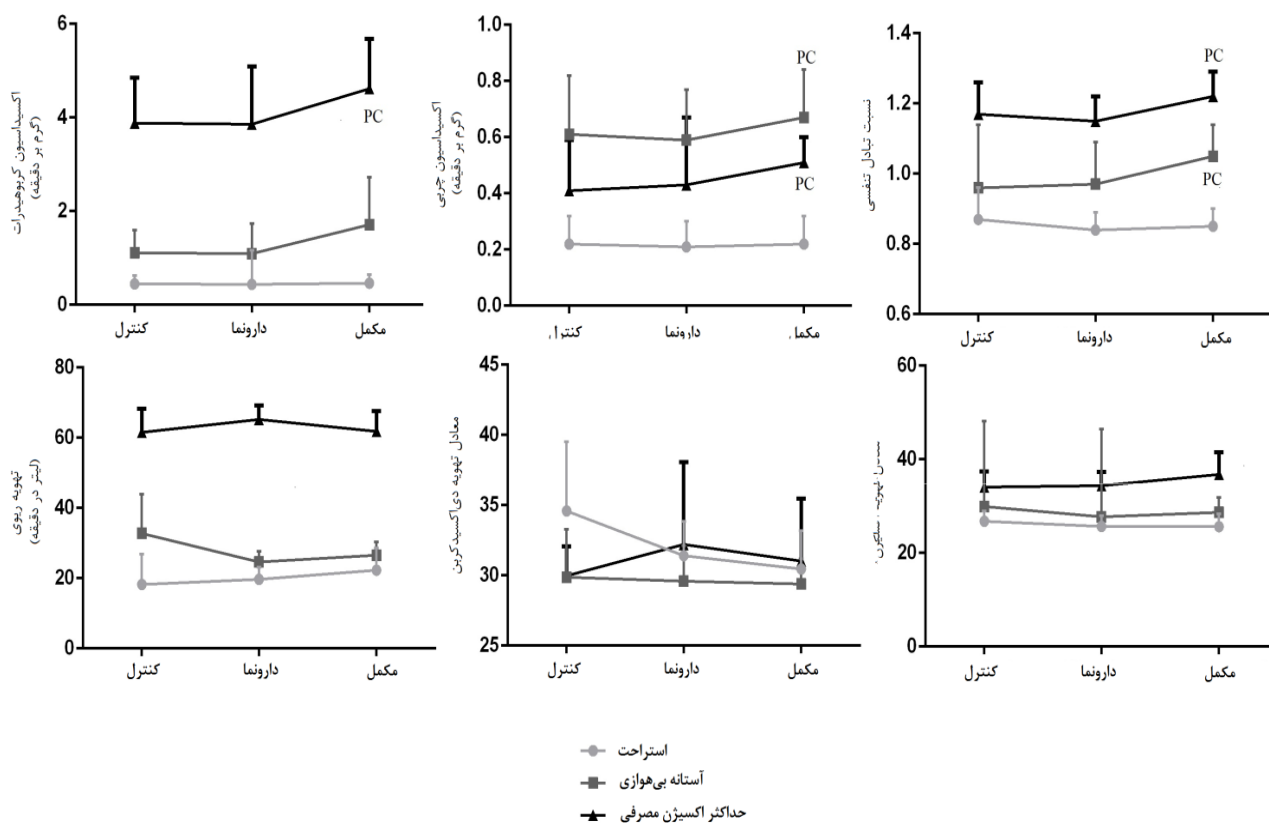 اکسیداسیون کربوهیدرات
(گرم بر دقیقه)
6
4
2
0
PC
کنترل
دارونما
مکمل
اکسیداسیون چربی
(گرم بر دقیقه)
1.0
0.8
0.6
0.4
0.2
0.0
PC
PC
کنترل
دارونما
مکمل
نسبت تبادل تنفسی
1.4
1.2
1.0
0.8
0.6
PC
PC
کنترل
دارونما
مکمل
تهویه ریوی
(لیتر در دقیقه)
80
60
40
20
0
کنترل
دارونما
مکمل
معادل تهویه دی‌اکسیدکربن
45
40
35
30
25
کنترل
دارونما
مکمل
60
40
20
0
کنترل
دارونما
مکمل
استراحت
آستانه بی‌هوازی
حداکثر اکسیژن مصرفی